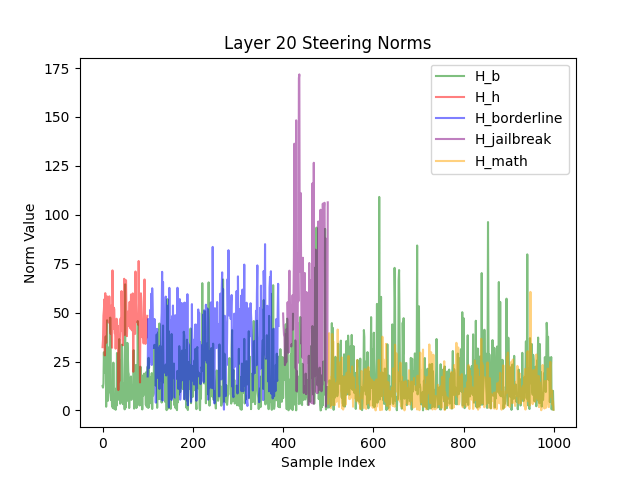 Layer 20 Steering Norms
175
150
125
100
75
50
25
0
Norm Value
0
200
400
600
800
1000
Sample Index
H_b
H_h
H_borderline
H_jailbreak
H_math